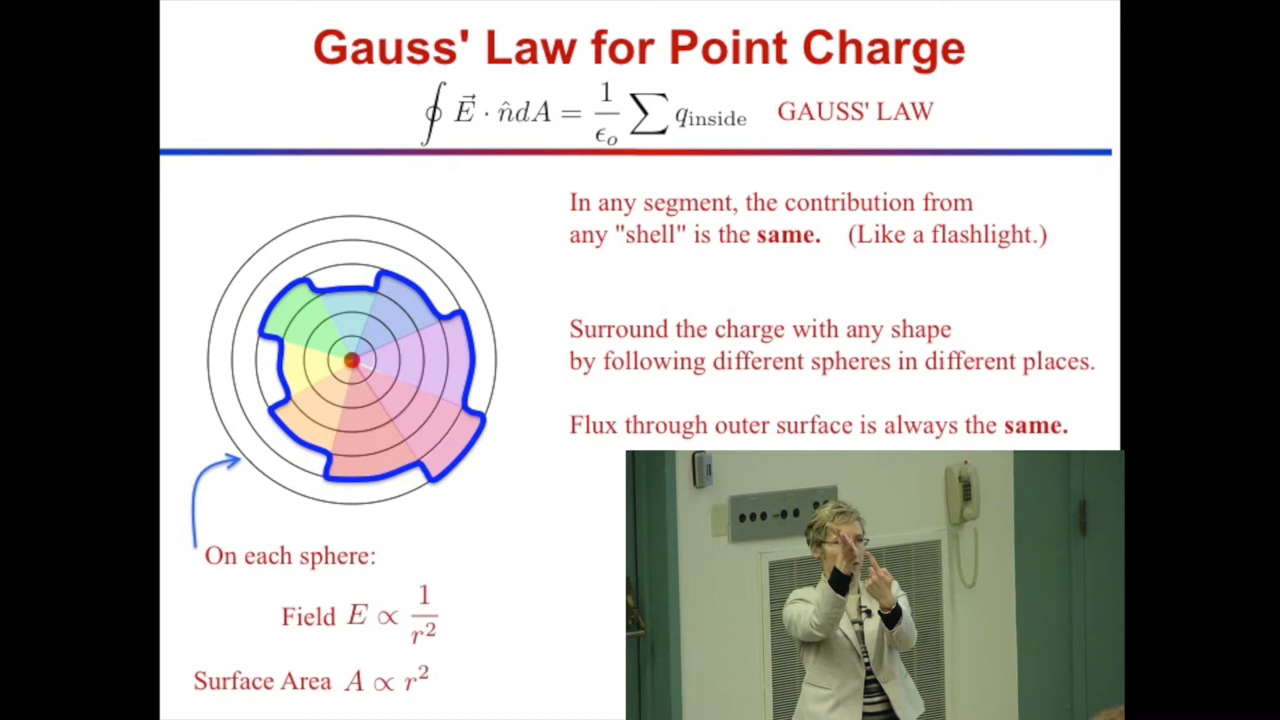 Gauss' Law for Point Charge
∮ E⃗ · n̂dA = 1/ϵₒ ∑ q_inside GAUSS' LAW
In any segment, the contribution from
any "shell" is the same. (Like a flashlight.)
Surround the charge with any shape
by following different spheres in different places.
Flux through outer surface is always the same.
On each sphere:
Field E ∝ 1/r²
Surface Area A ∝ r²